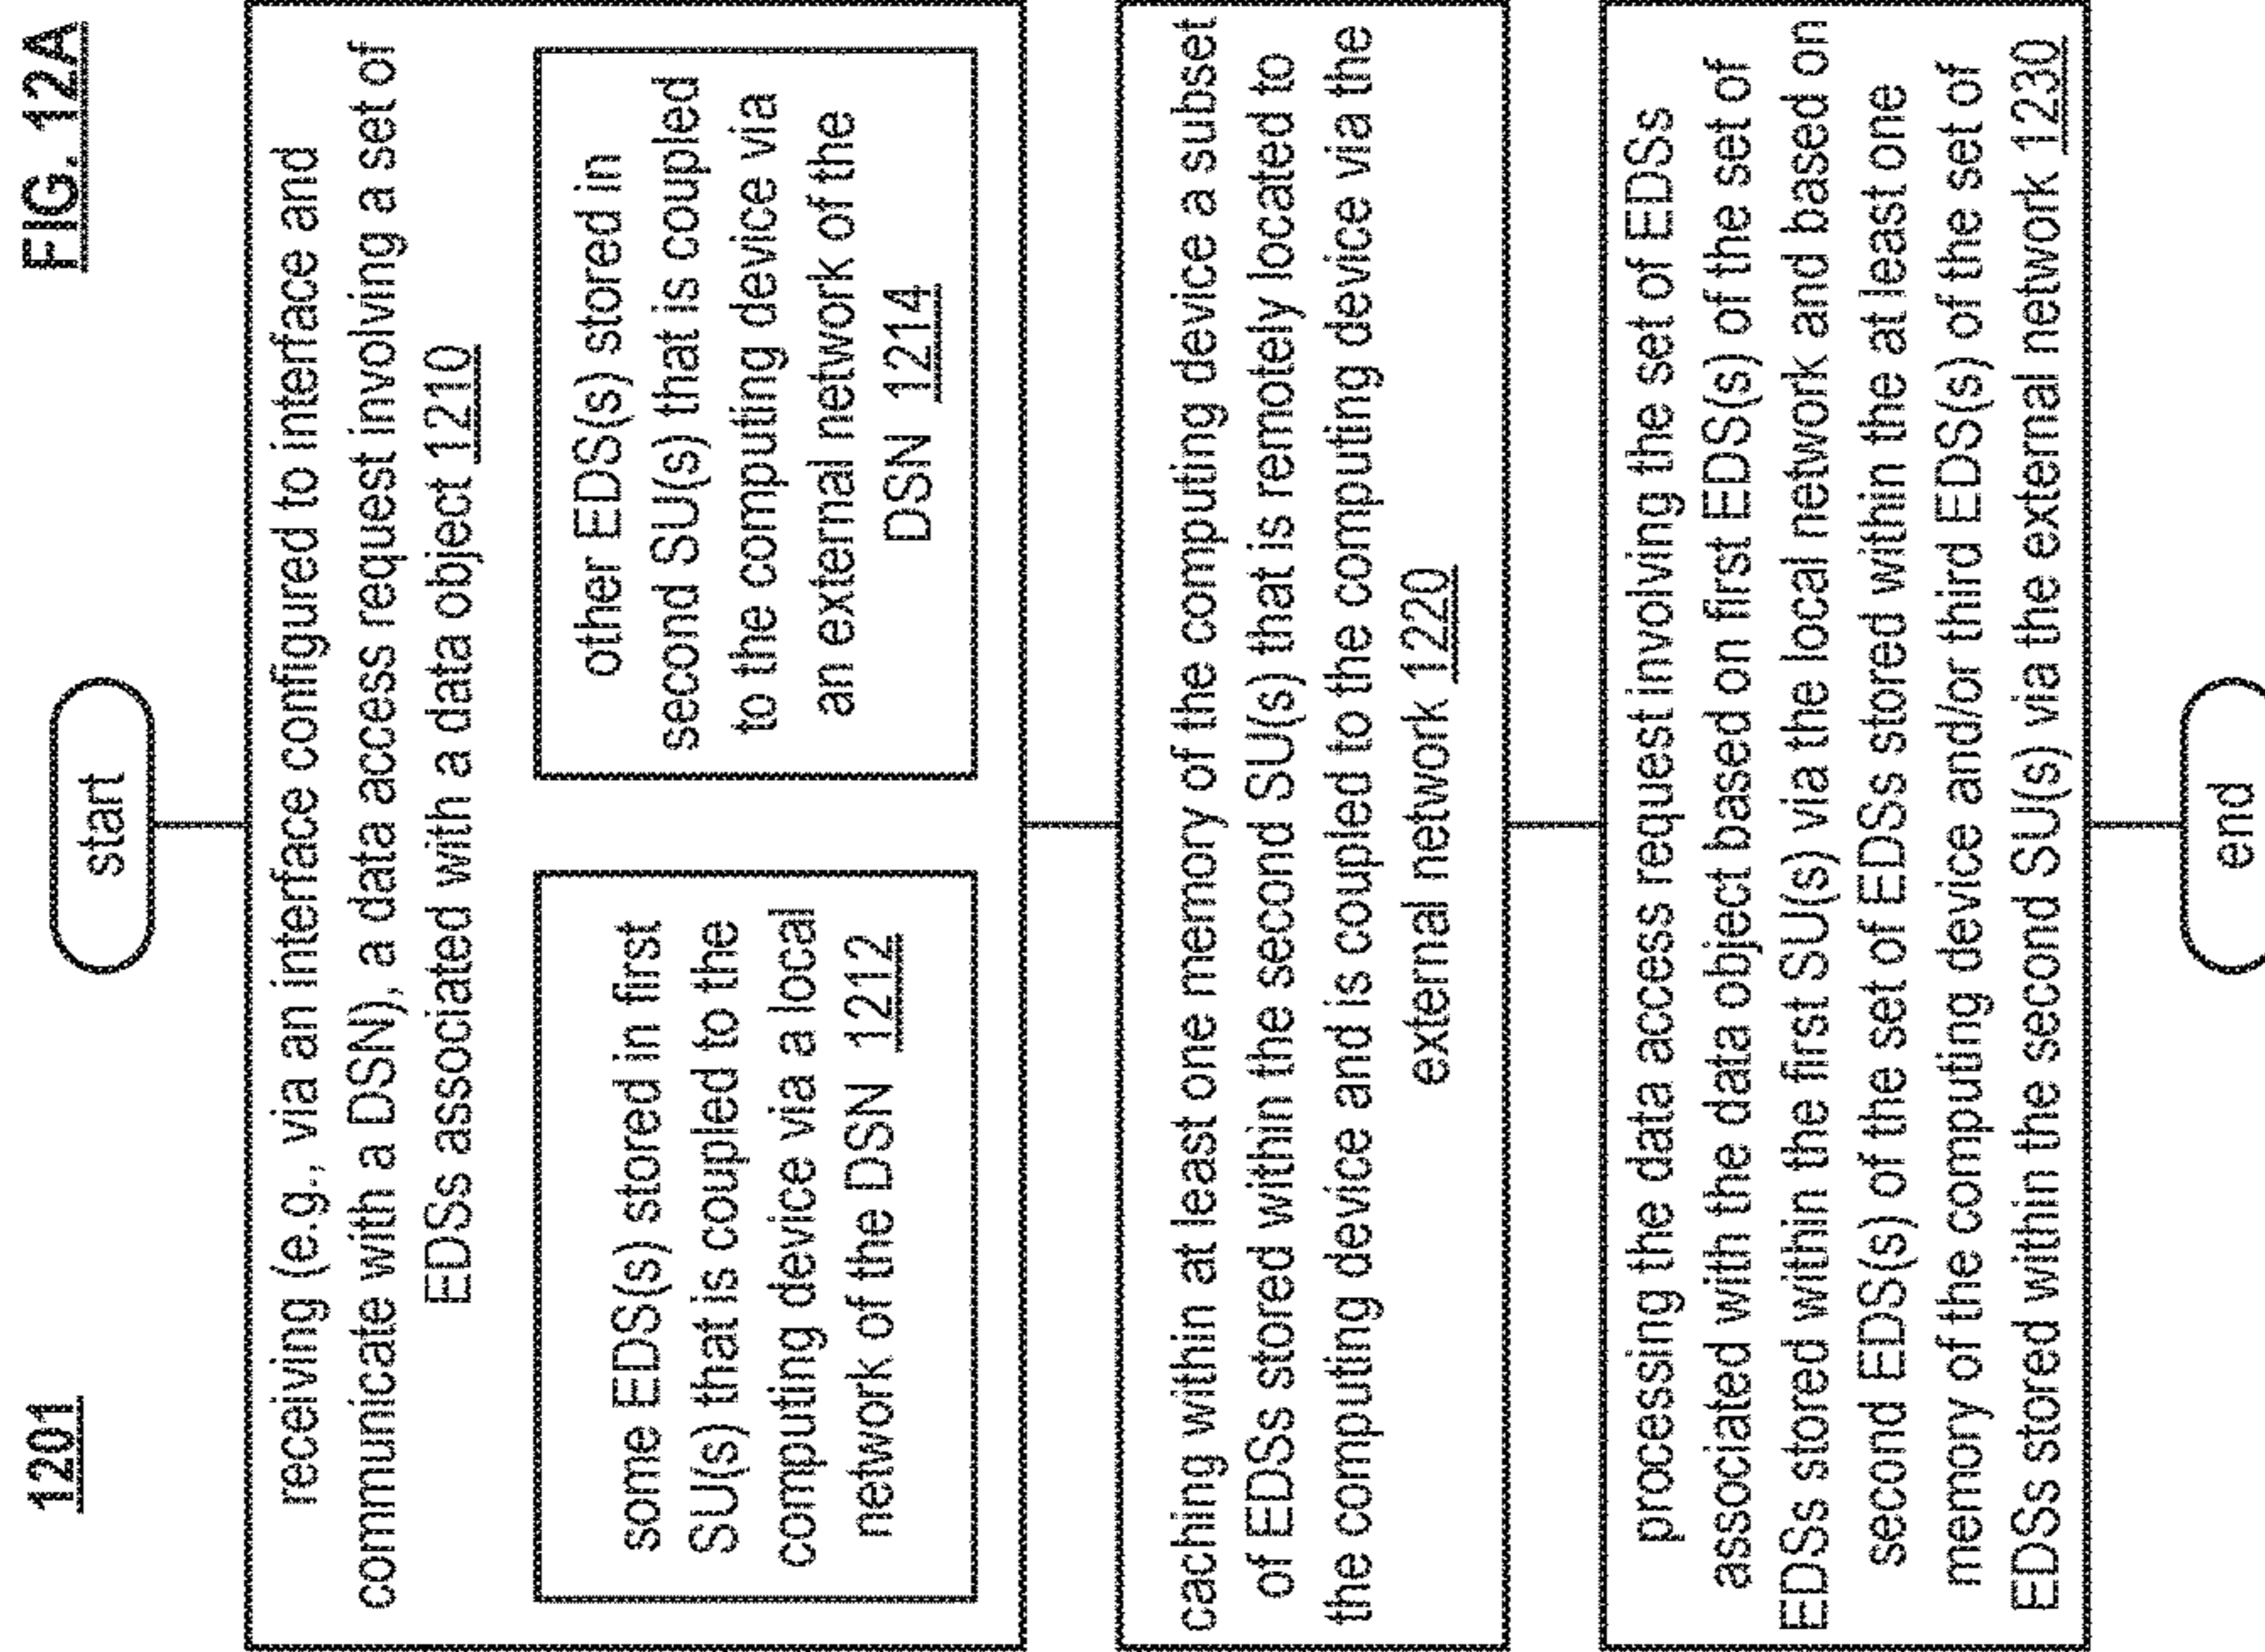 1201
FIG. 12A
start
receiving (e.g., via an interface configured to interface and
communicate with a DSN), a data access request involving a set of
EDSs associated with a data object 1210
some EDS(s) stored in first
SU(s) that is coupled to the
computing device via a local
network of the DSN 1212
other EDS(s) stored in
second SU(s) that is coupled
to the computing device via
an external network of the
DSN 1214
caching within at least one memory of the computing device a subset
of EDSs stored within the second SU(s) that is remotely located to
the computing device and is coupled to the computing device via the
external network 1220
processing the data access request involving the set of EDSs
associated with the data object based on first EDS(s) of the set of
EDSs stored within the first SU(s) via the local network and based on
second EDS(s) of the set of EDSs stored within the at least one
memory of the computing device and/or third EDS(s) of the set of
EDSs stored within the second SU(s) via the external network 1230
end